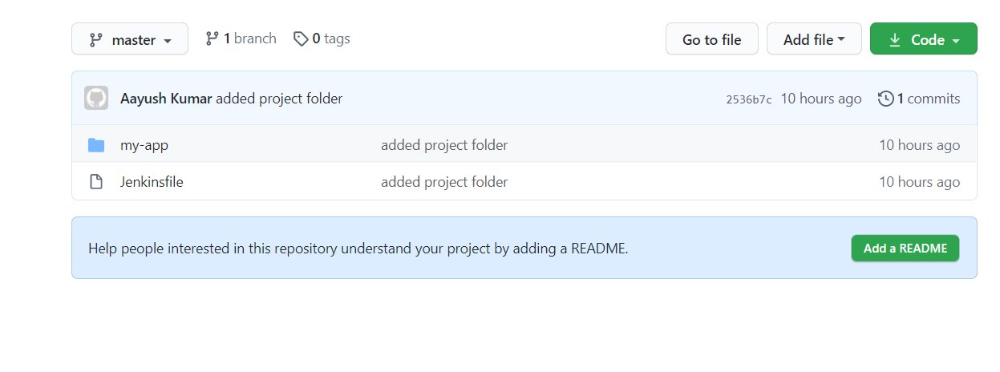 master 1 branch 0 tags Go to file Add file Code
Aayush Kumar added project folder 2536b7c 10 hours ago 1 commits
my-app added project folder 10 hours ago
Jenkinsfile added project folder 10 hours ago
Help people interested in this repository understand your project by adding a README. Add a README